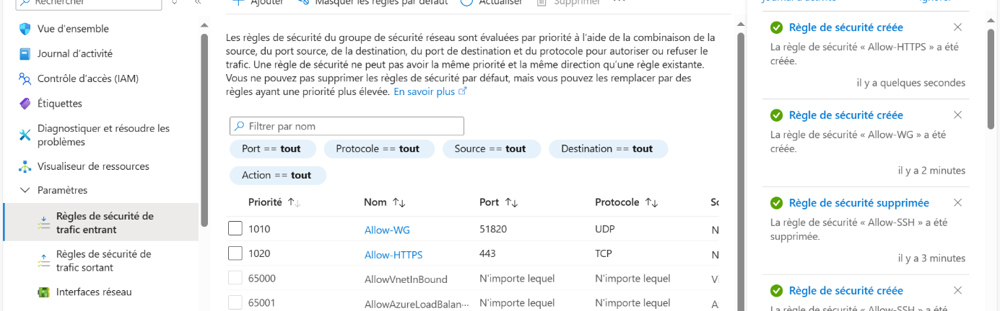 Rechercher
Ajouter
Masquer les règles par défaut
Actualiser
Supprimer
Journal d'activité
Ignorer
Vue d'ensemble
Journal d'activité
Contrôle d'accès (IAM)
Étiquettes
Diagnostiquer et résoudre les
problèmes
Visualiseur de ressources
Paramètres
Règles de sécurité de
trafic entrant
Règles de sécurité de
trafic sortant
Interfaces réseau
Les règles de sécurité du groupe de sécurité réseau sont évaluées par priorité à l'aide de la combinaison de la
source, du port source, de la destination, du port de destination et du protocole pour autoriser ou refuser le
trafic. Une règle de sécurité ne peut pas avoir la même priorité et la même direction qu'une règle existante.
Vous ne pouvez pas supprimer les règles de sécurité par défaut, mais vous pouvez les remplacer par des
règles ayant une priorité plus élevée. En savoir plus
Filtrer par nom
Port == tout
Protocole == tout
Source == tout
Destination == tout
Action == tout
Priorité Nom Port Protocole
1010 Allow-WG 51820 UDP N
1020 Allow-HTTPS 443 TCP N
65000 AllowVnetInBound N'importe lequel N'importe lequel Vi
65001 AllowAzureLoadBalan... N'importe lequel N'importe lequel
Règle de sécurité créée
La règle de sécurité « Allow-HTTPS » a été
créée.
il y a quelques secondes
Règle de sécurité créée
La règle de sécurité « Allow-WG » a été
créée.
il y a 2 minutes
Règle de sécurité supprimée
La règle de sécurité « Allow-SSH » a été
supprimée.
il y a 3 minutes
Règle de sécurité créée
La règle de sécurité « Allow-SSH » a été